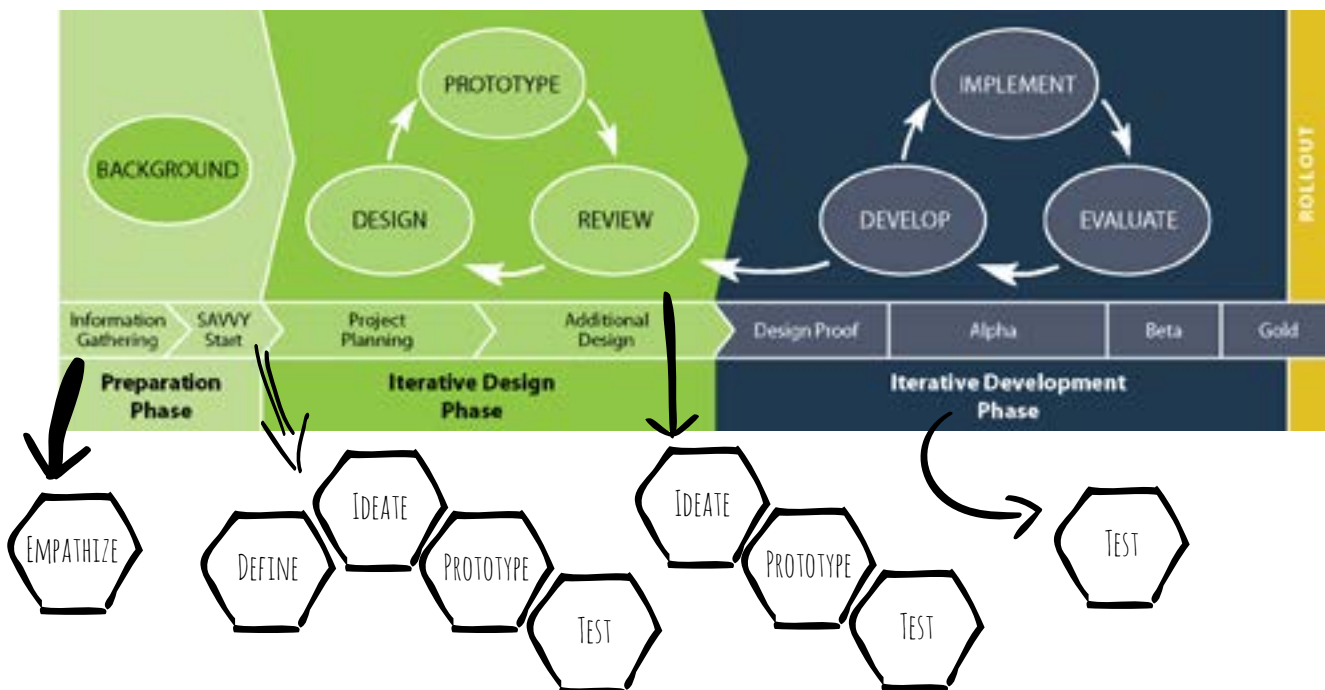 PROTOTYPE
IMPLEMENT
BACKGROUND
DESIGN
REVIEW
DEVELOP
EVALUATE
ROLLOUT
Information
Gathering
SAVVY
Start
Project
Planning
Additional
Design
Design Proof
Alpha
Beta
Gold
Preparation
Phase
Iterative Design
Phase
Iterative Development
Phase
EMPATHIZE
DEFINE
IDEATE
PROTOTYPE
TEST
IDEATE
PROTOTYPE
TEST
TEST